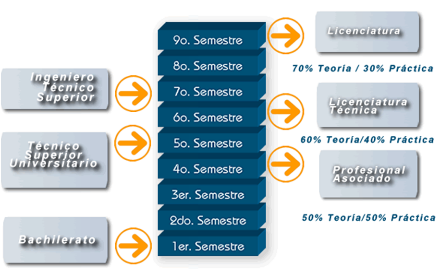 9o. Semestre
8o. Semestre
7o. Semestre
6o. Semestre
5o. Semestre
4o. Semestre
3er. Semestre
2do. Semestre
1er. Semestre
Ingeniero
Técnico
Superior
Técnico
Superior
Universitario
Bachillerato
Licenciatura
70% Teoria / 30% Práctica
Licenciatura
Técnica
60% Teoria/40% Práctica
Profesional
Asociado
50% Teoria/50% Práctica